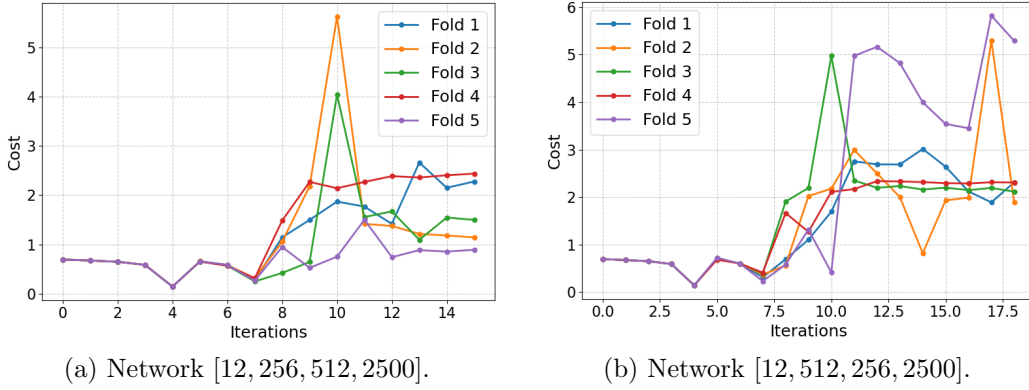 5
4
3
2
1
0
Cost
0 2 4 6 8 10 12 14
Iterations
Fold 1
Fold 2
Fold 3
Fold 4
Fold 5
(a) Network [12, 256, 512, 2500].
6
5
4
3
2
1
0
Cost
0.0 2.5 5.0 7.5 10.0 12.5 15.0 17.5
Iterations
Fold 1
Fold 2
Fold 3
Fold 4
Fold 5
(b) Network [12, 512, 256, 2500].